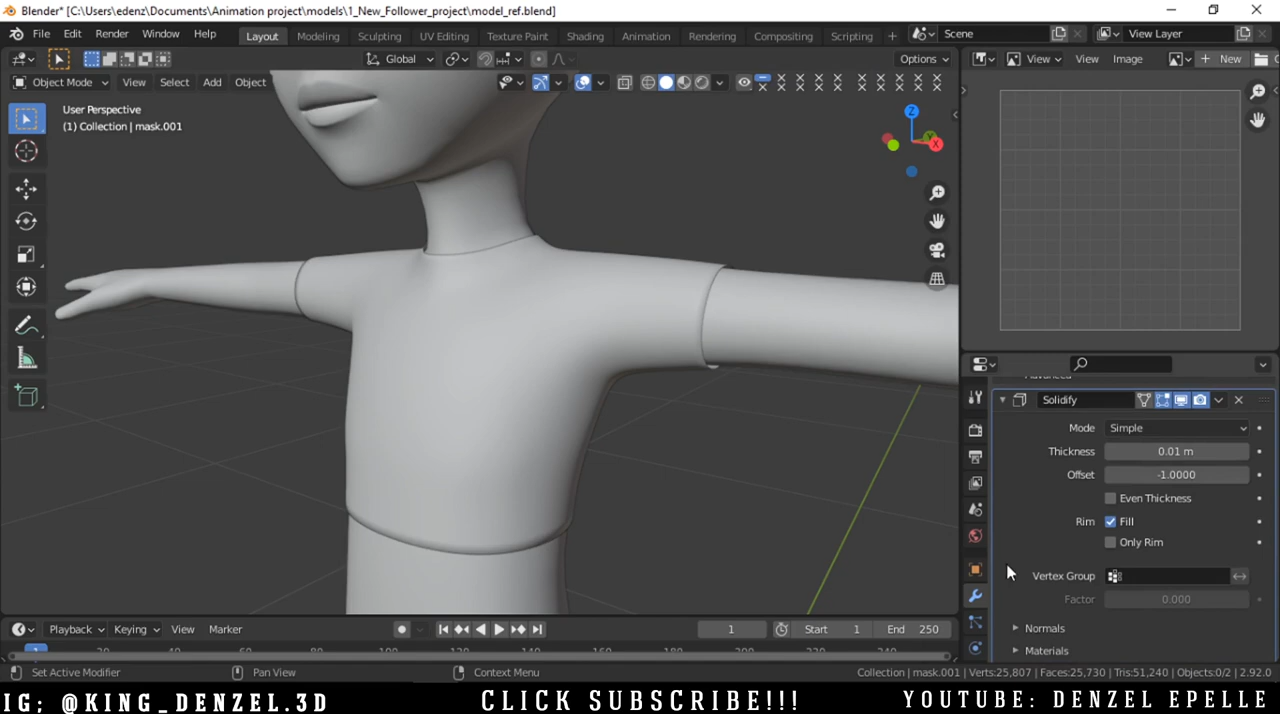 Blender* [C:\Users\edenz\Documents\Animation project\models\1_New_Follower_project\model_ref.blend]
File Edit Render Window Help Layout Modeling Sculpting UV Editing Texture Paint Shading Animation Rendering Compositing Scripting + Scene View Layer
Global Options View View Image + New
Object Mode View Select Add Object
User Perspective
(1) Collection | mask.001
Z
X
Solidify
Mode Simple
Thickness 0.01 m
Offset -1.0000
Even Thickness
Rim Fill
Only Rim
Vertex Group
Factor 0.000
Normals
Materials
Playback Keying View Marker 1 Start 1 End 250
Set Active Modifier Pan View Context Menu Collection | mask.001 | Verts:25,807 | Faces:25,730 | Tris:51,240 | Objects:0/2 | 2.92.0
IG; @KING_DENZEL.3D CLICK SUBSCRIBE!!! YOUTUBE: DENZEL EPELLE